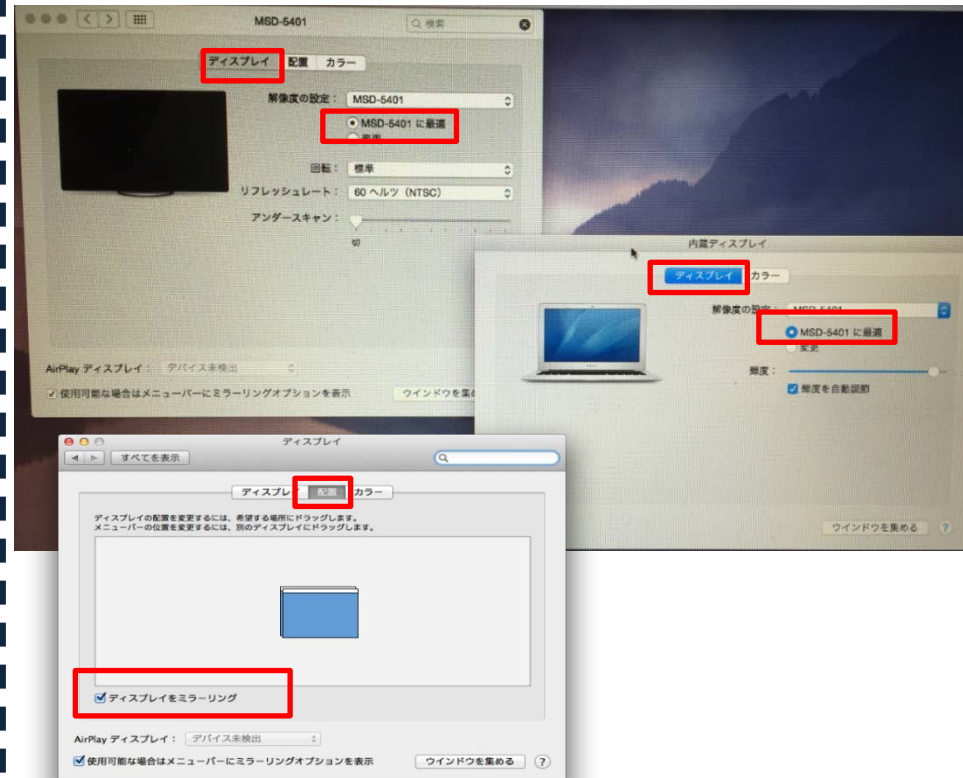 MSD-5401
検索
ディスプレイ 配置 カラー
解像度の設定： MSD-5401
MSD-5401 に最適
変更
回転： 標準
リフレッシュレート： 60 ヘルツ（NTSC）
アンダースキャン：
切
AirPlay ディスプレイ： デバイス未検出
使用可能な場合はメニューバーにミラーリングオプションを表示
ウインドウを集め
内蔵ディスプレイ
ディスプレイ カラー
解像度の設定： MSD-5401
MSD-5401 に最適
変更
輝度：
輝度を自動調節
ウインドウを集める ?
ディスプレイ
すべてを表示
ディスプレイ 配置 カラー
ディスプレイの配置を変更するには、希望する場所にドラッグします。
メニューバーの位置を変更するには、別のディスプレイにドラッグします。
ディスプレイをミラーリング
AirPlay ディスプレイ： デバイス未検出
使用可能な場合はメニューバーにミラーリングオプションを表示
ウインドウを集める ?